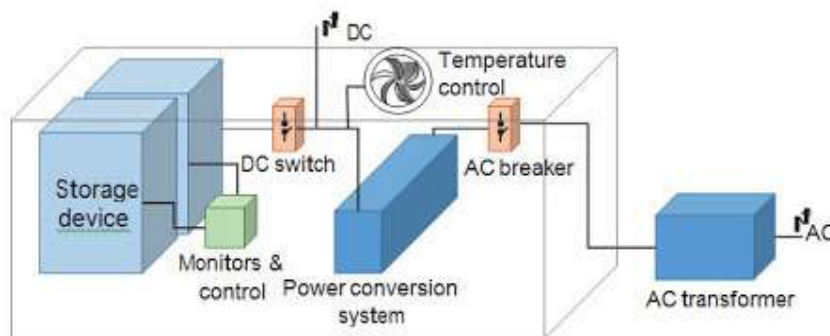 DC
Temperature
control
DC switch
AC breaker
Storage
device
Monitors &
control
Power conversion
system
AC
AC transformer